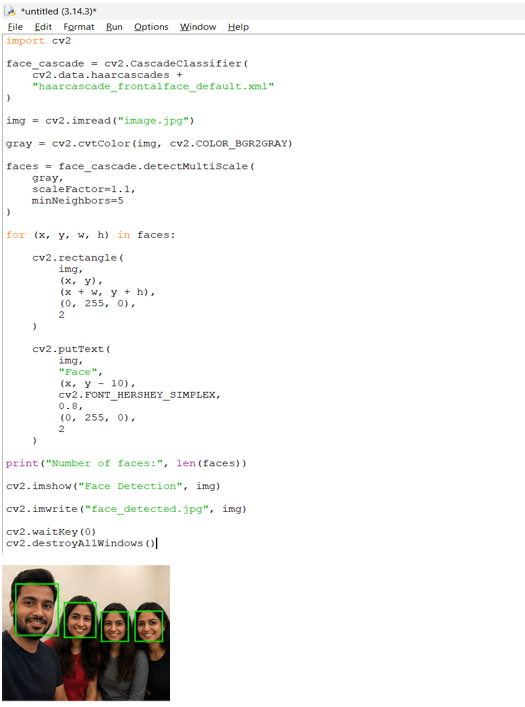 *untitled (3.14.3)*
File Edit Format Run Options Window Help
import cv2

face_cascade = cv2.CascadeClassifier(
    cv2.data.haarcascades +
    "haarcascade_frontalface_default.xml"
)

img = cv2.imread("image.jpg")

gray = cv2.cvtColor(img, cv2.COLOR_BGR2GRAY)

faces = face_cascade.detectMultiScale(
    gray,
    scaleFactor=1.1,
    minNeighbors=5
)

for (x, y, w, h) in faces:

    cv2.rectangle(
        img,
        (x, y),
        (x + w, y + h),
        (0, 255, 0),
        2
    )

    cv2.putText(
        img,
        "Face",
        (x, y - 10),
        cv2.FONT_HERSHEY_SIMPLEX,
        0.8,
        (0, 255, 0),
        2
    )

print("Number of faces:", len(faces))

cv2.imshow("Face Detection", img)

cv2.imwrite("face_detected.jpg", img)

cv2.waitKey(0)
cv2.destroyAllWindows()